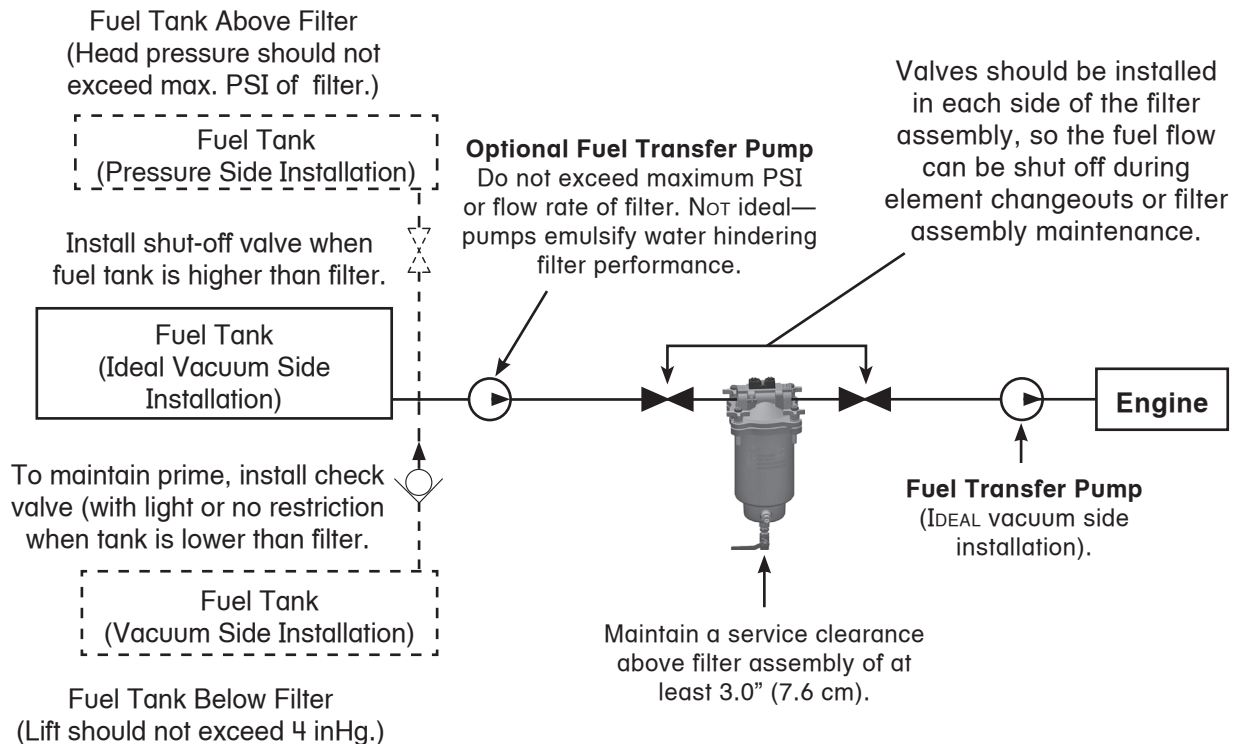 Fuel Tank Above Filter
(Head pressure should not
exceed max. PSI of filter.)
Fuel Tank
(Pressure Side Installation)
Install shut-off valve when
fuel tank is higher than filter.
Fuel Tank
(Ideal Vacuum Side
Installation)
To maintain prime, install check
valve (with light or no restriction
when tank is lower than filter.
Fuel Tank
(Vacuum Side Installation)
Fuel Tank Below Filter
(Lift should not exceed 4 inHg.)
Optional Fuel Transfer Pump
Do not exceed maximum PSI
or flow rate of filter. NOT ideal—
pumps emulsify water hindering
filter performance.
Valves should be installed
in each side of the filter
assembly, so the fuel flow
can be shut off during
element changeouts or filter
assembly maintenance.
Engine
Fuel Transfer Pump
(IDEAL vacuum side
installation).
Maintain a service clearance
above filter assembly of at
least 3.0” (7.6 cm).